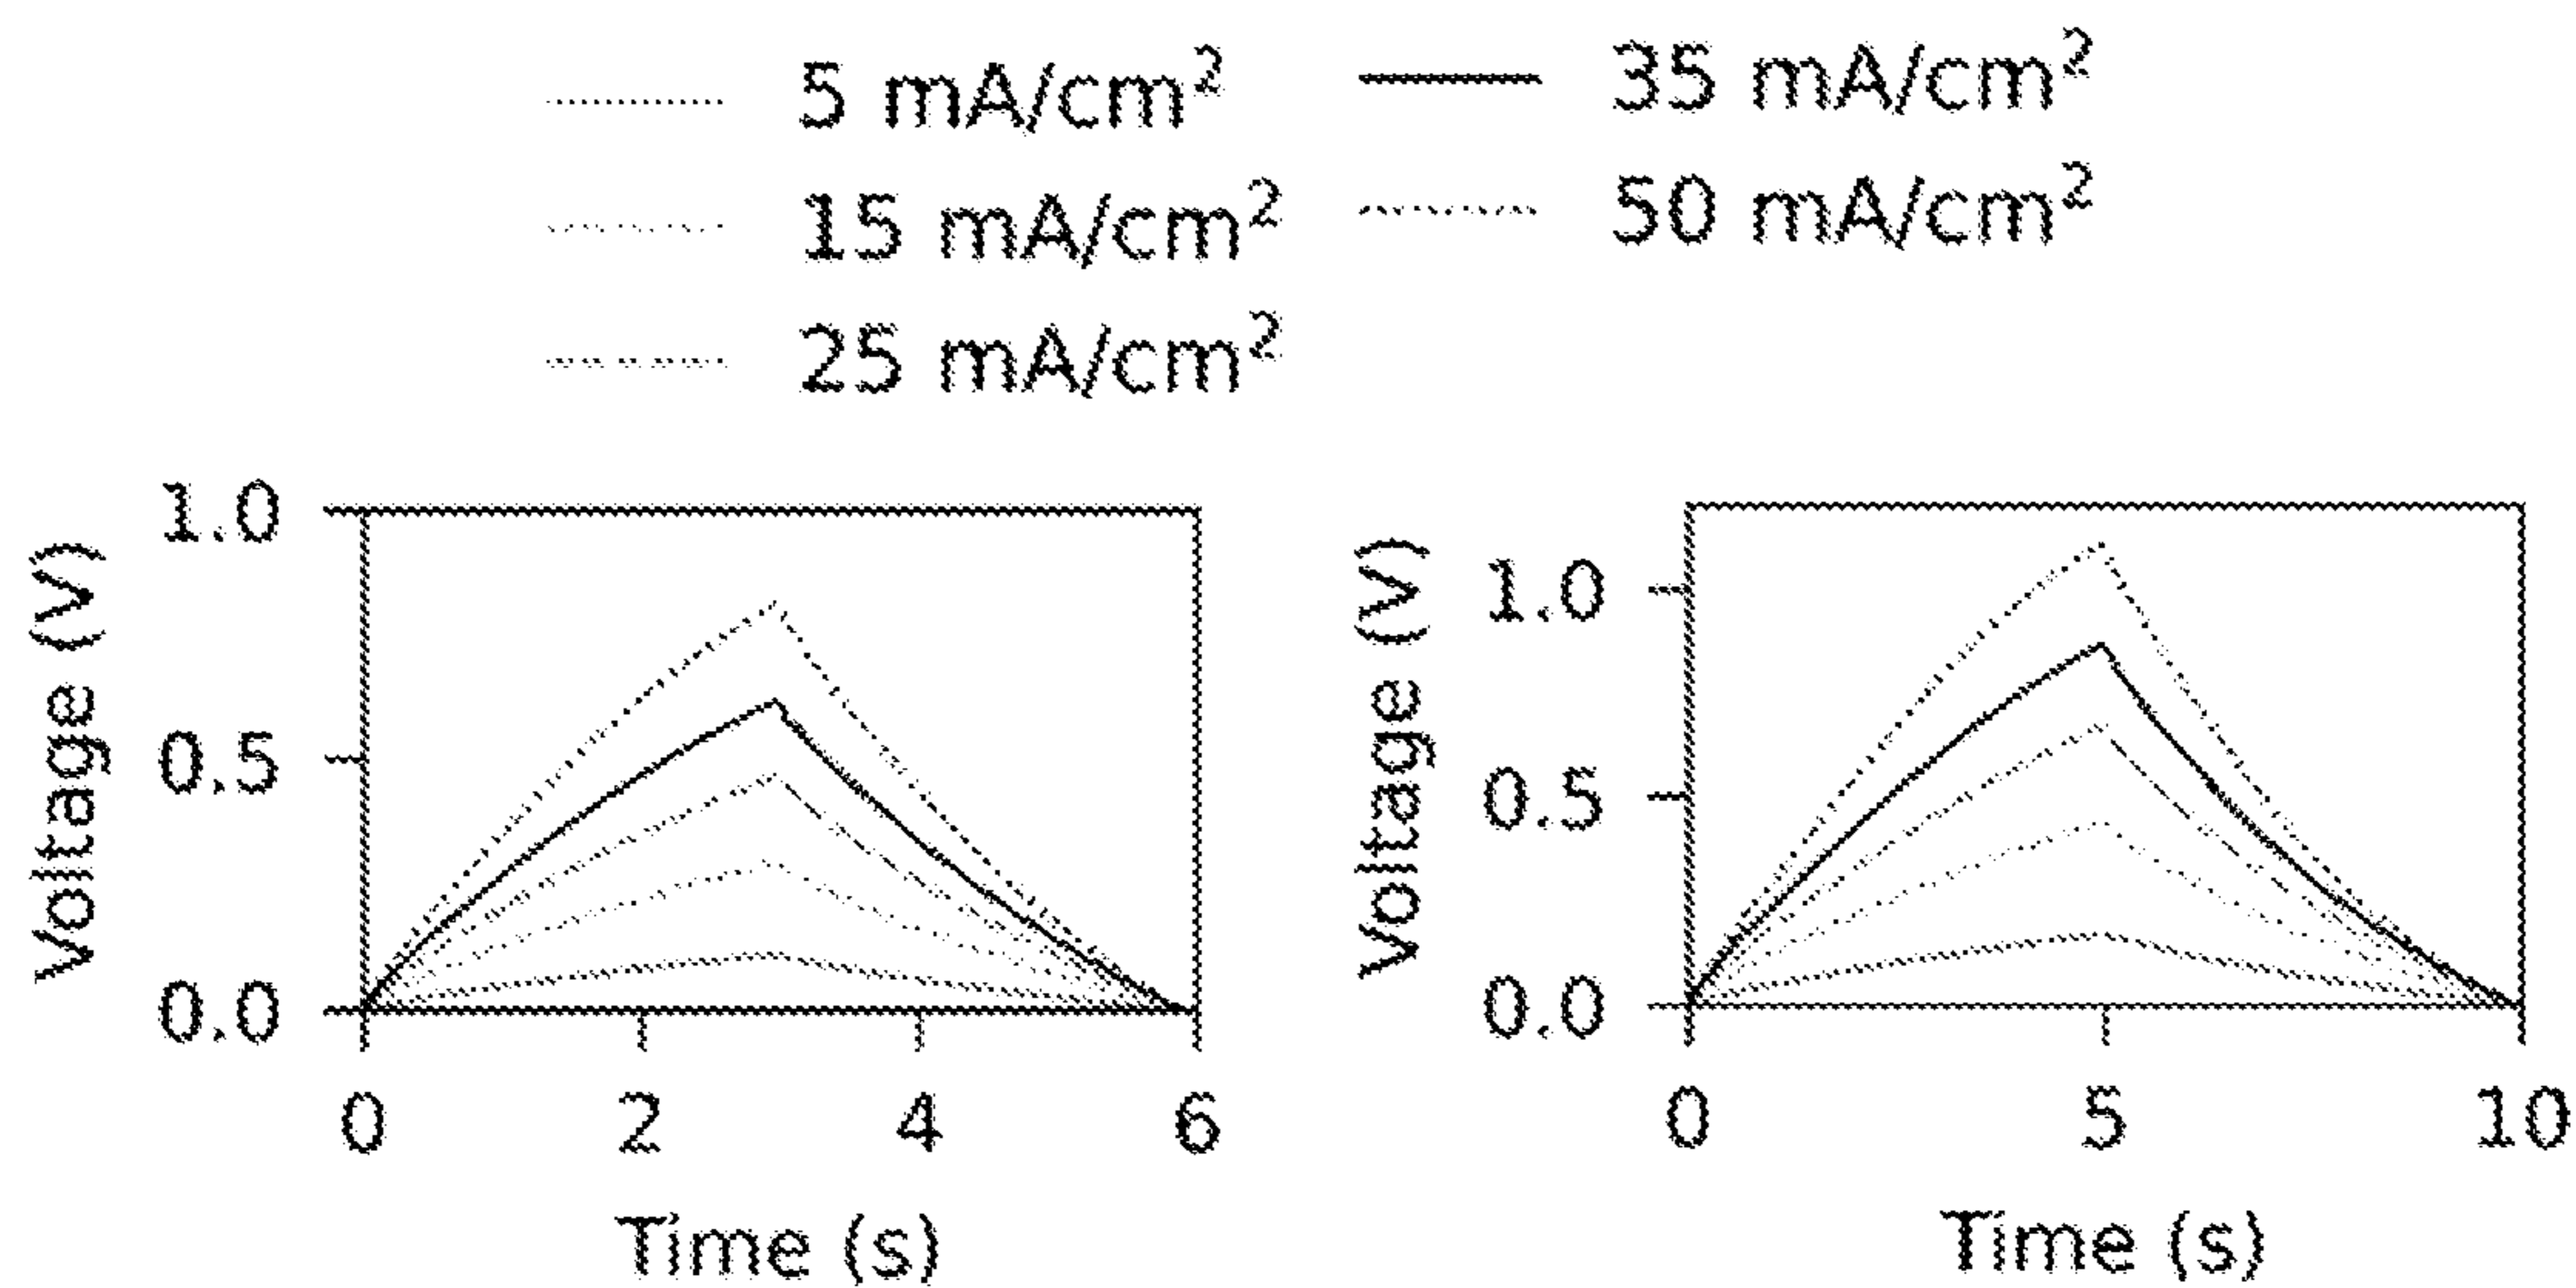 5 mA/cm²
15 mA/cm²
25 mA/cm²
35 mA/cm²
50 mA/cm²
Voltage (V)
1.0
0.5
0.0
0 2 4 6
Time (s)
Voltage (V)
1.0
0.5
0.0
0 5 10
Time (s)